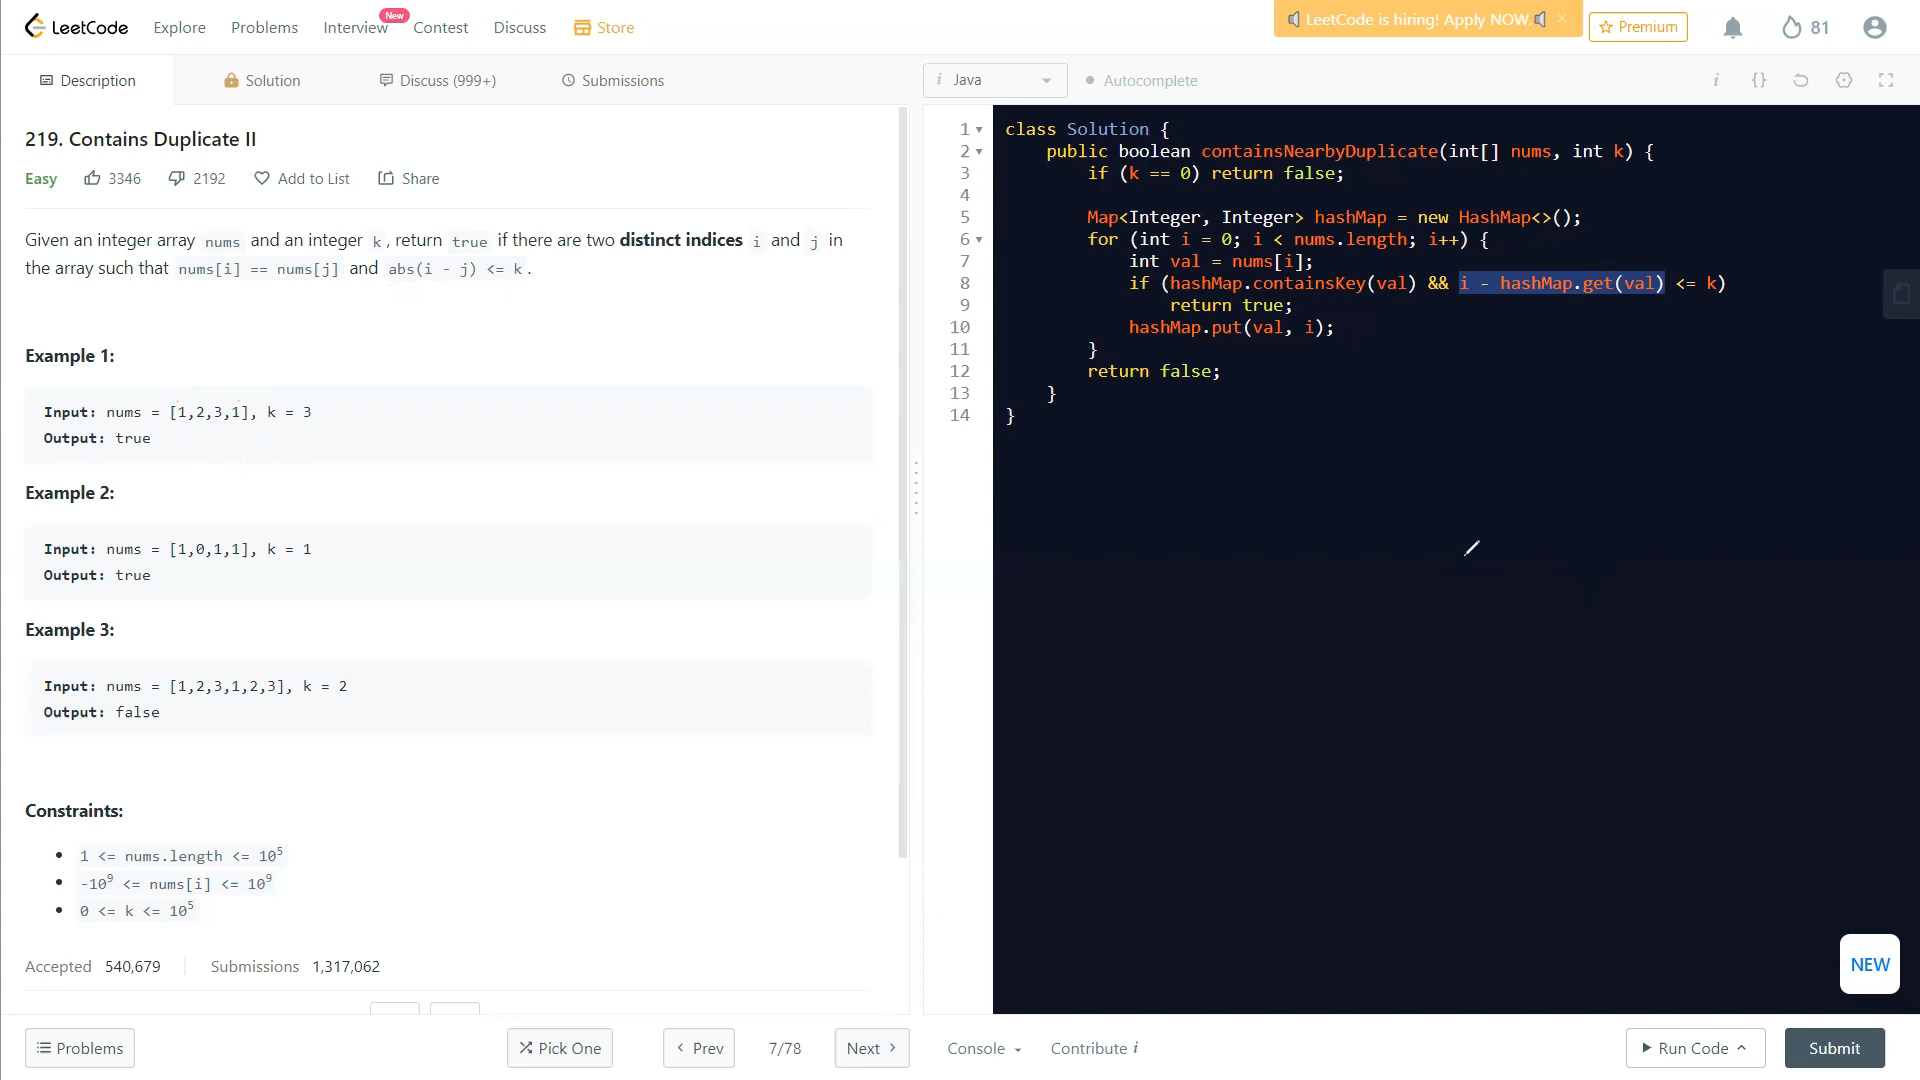 LeetCode
Explore
Problems
Interview
New
Contest
Discuss
Store
LeetCode is hiring! Apply NOW.
Premium
81
Description
Solution
Discuss (999+)
Submissions
i Java
Autocomplete
219. Contains Duplicate II
Easy
3346
2192
Add to List
Share
Given an integer array nums and an integer k, return true if there are two distinct indices i and j in
the array such that nums[i] == nums[j] and abs(i - j) <= k.
Example 1:
Input: nums = [1,2,3,1], k = 3
Output: true
Example 2:
Input: nums = [1,0,1,1], k = 1
Output: true
Example 3:
Input: nums = [1,2,3,1,2,3], k = 2
Output: false
Constraints:
1 <= nums.length <= 10⁵
-10⁹ <= nums[i] <= 10⁹
0 <= k <= 10⁵
Accepted 540,679
Submissions 1,317,062
1 class Solution {
2 public boolean containsNearbyDuplicate(int[] nums, int k) {
3 if (k == 0) return false;
4
5 Map<Integer, Integer> hashMap = new HashMap<>();
6 for (int i = 0; i < nums.length; i++) {
7 int val = nums[i];
8 if (hashMap.containsKey(val) && i - hashMap.get(val) <= k)
9 return true;
10 hashMap.put(val, i);
11 }
12 return false;
13 }
14 }
NEW
Problems
Pick One
Prev
7/78
Next
Console
Contribute i
Run Code
Submit